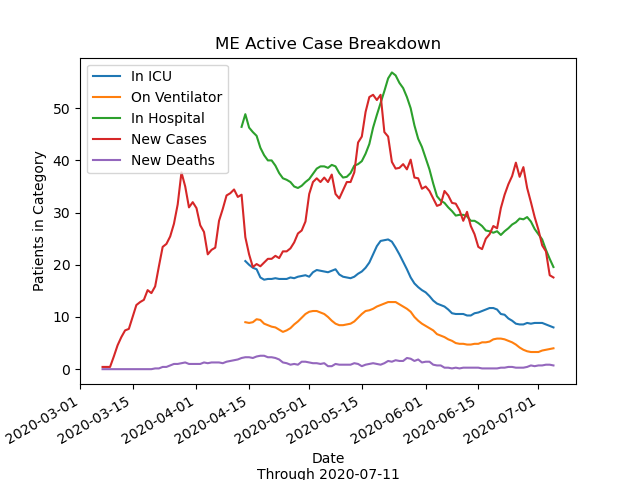 ME Active Case Breakdown
In ICU
On Ventilator
In Hospital
New Cases
New Deaths
Patients in Category
50
40
30
20
10
0
2020-03-01
2020-03-15
2020-04-01
2020-04-15
2020-05-01
2020-05-15
2020-06-01
2020-06-15
2020-07-01
Date
Through 2020-07-11